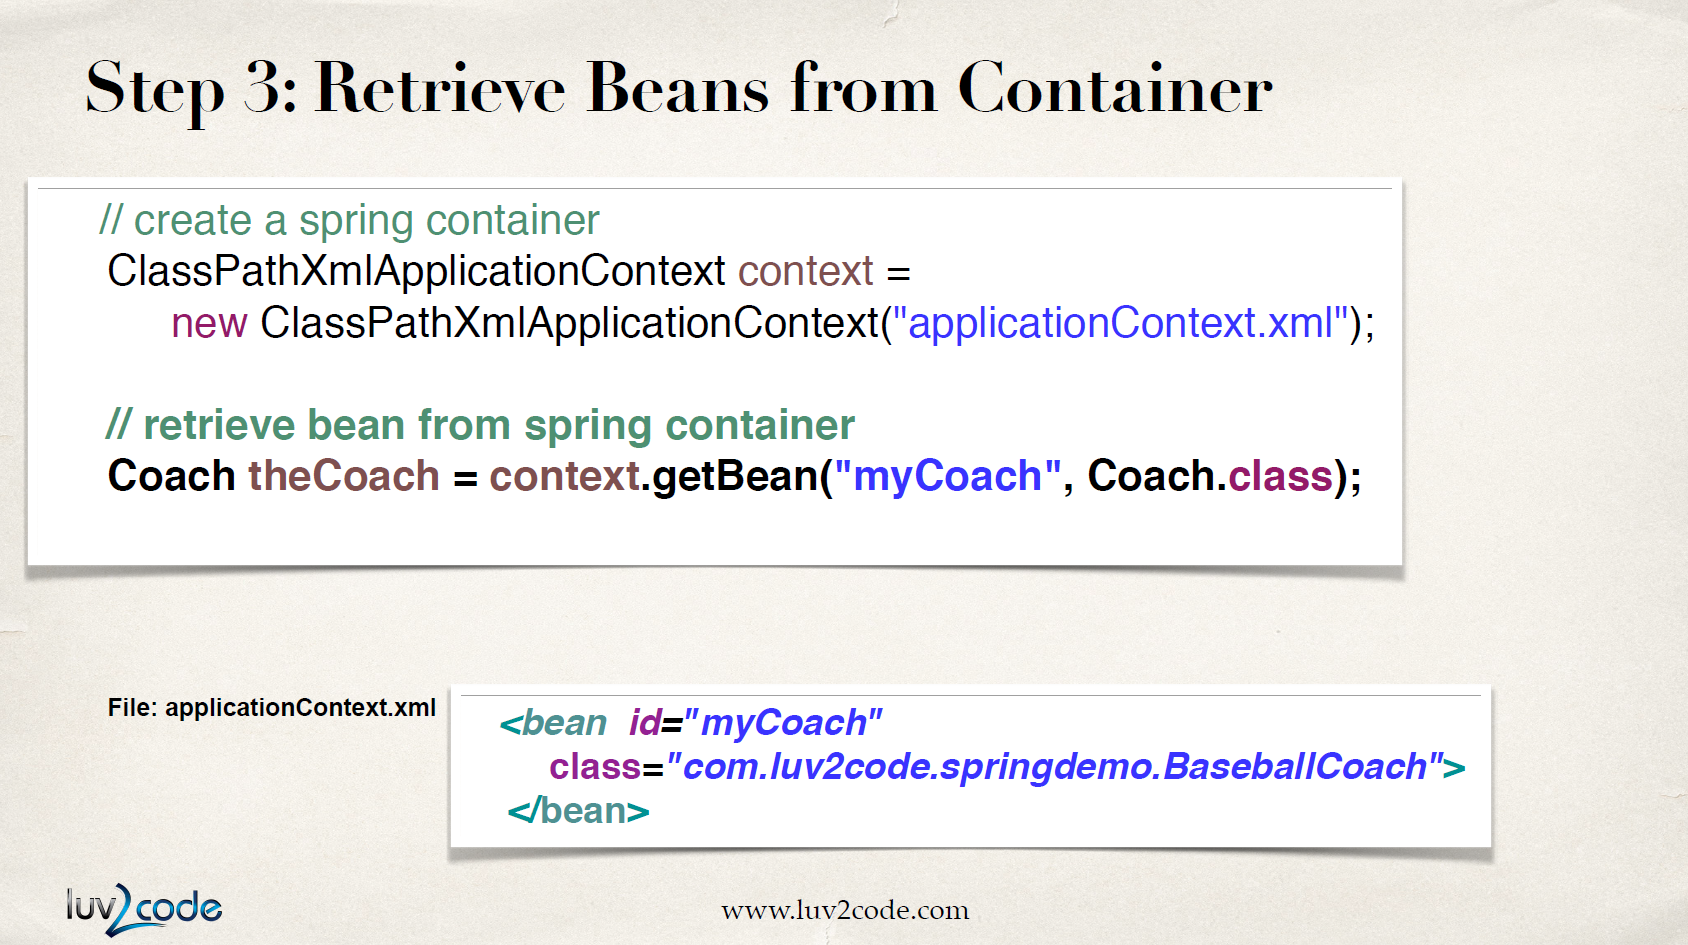 Step 3: Retrieve Beans from Container
// create a spring container
ClassPathXmlApplicationContext context =
new ClassPathXmlApplicationContext("applicationContext.xml");
// retrieve bean from spring container
Coach theCoach = context.getBean("myCoach", Coach.class);
File: applicationContext.xml
<bean id="myCoach"
class="com.luv2code.springdemo.BaseballCoach">
</bean>
luv2code
www.luv2code.com